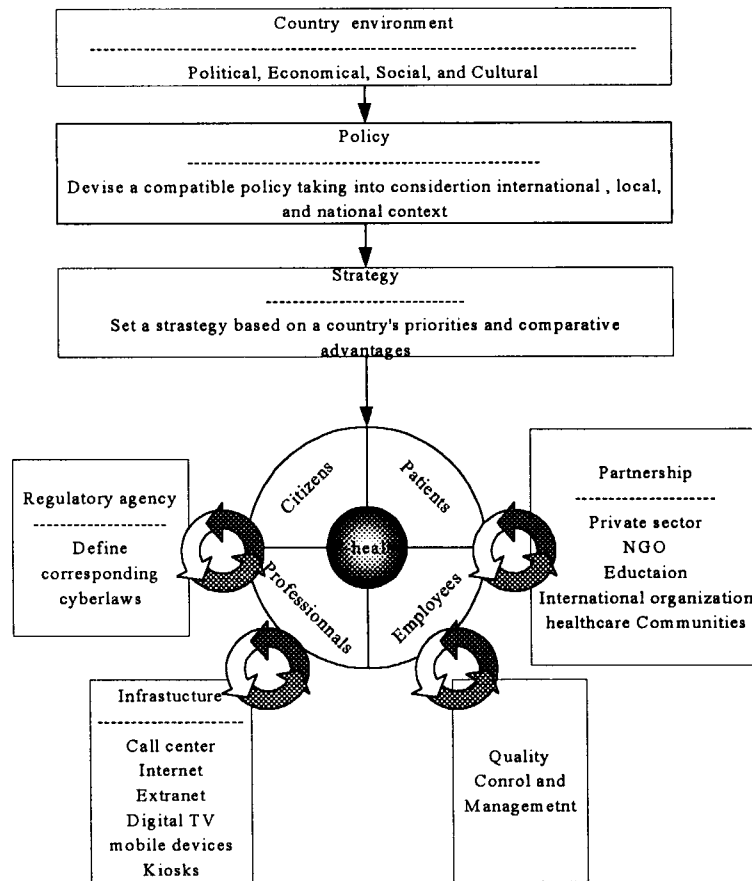 Country environment
Political, Economical, Social, and Cultural
Policy
Devise a compatible policy taking into considertion international , local,
and national context
Strategy
Set a strastegy based on a country's priorities and comparative
advantages
Citizens
Patients
heal
Professionnals
Employees
Regulatory agency
Define
corresponding
cyberlaws
Partnership
Private sector
NGO
Eductaion
International organization
healthcare Communities
Infrastucture
Call center
Internet
Extranet
Digital TV
mobile devices
Kiosks
Quality
Conrol and
Managemetnt